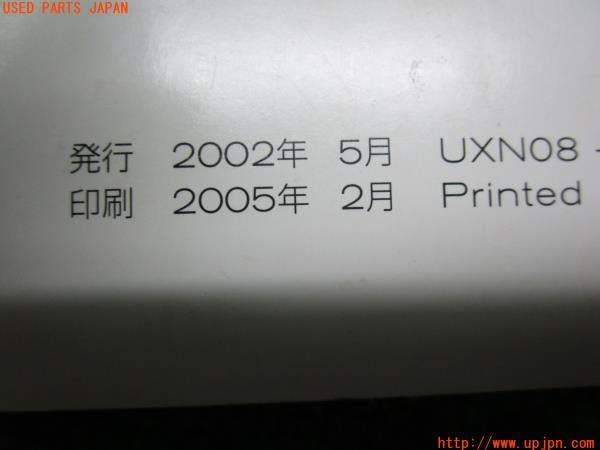 USED PARTS JAPAN
発行 2002年 5月 UXN08 -
印刷 2005年 2月 Printed
http://www.upjpn.com/